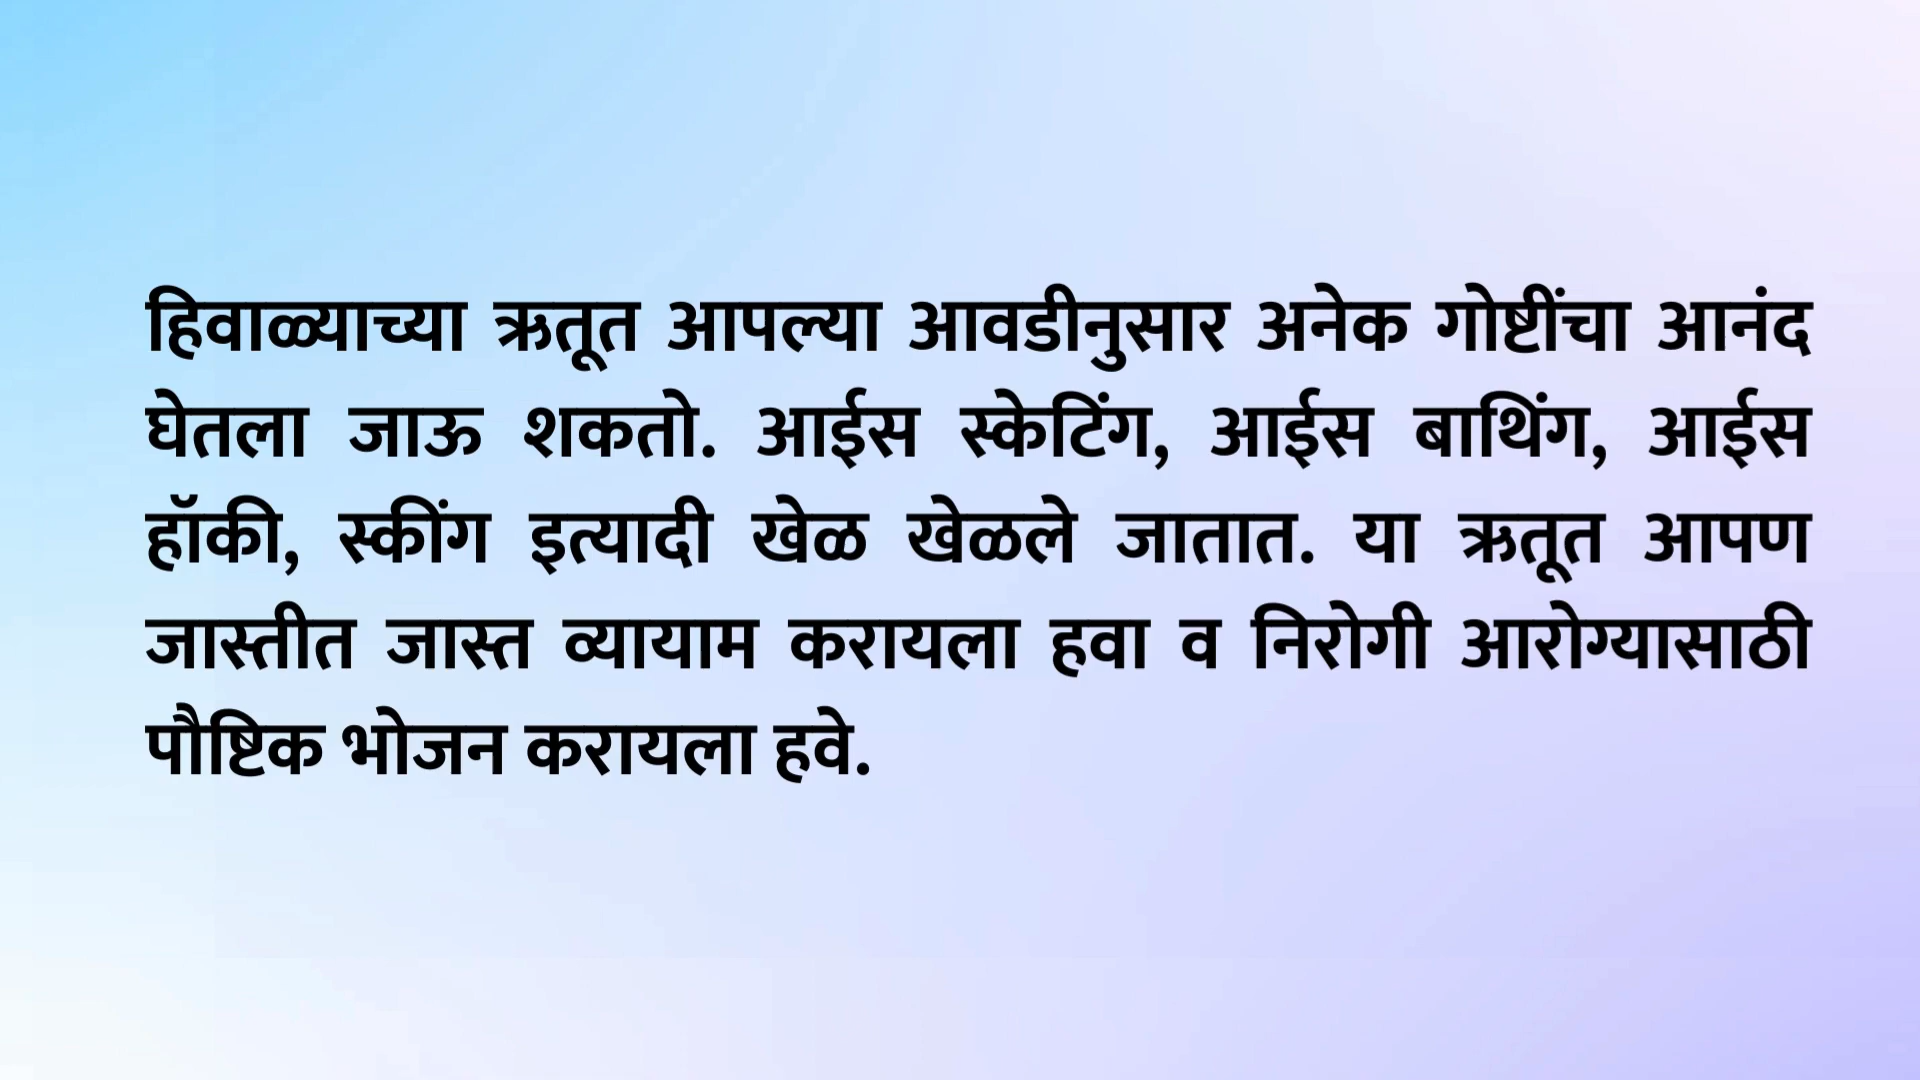 हिवाळ्याच्या ऋतूत आपल्या आवडीनुसार अनेक गोष्टींचा आनंद
घेतला जाऊ शकतो. आईस स्केटिंग, आईस बाथिंग, आईस
हॉकी, स्कींग इत्यादी खेळ खेळले जातात. या ऋतूत आपण
जास्तीत जास्त व्यायाम करायला हवा व निरोगी आरोग्यासाठी
पौष्टिक भोजन करायला हवे.